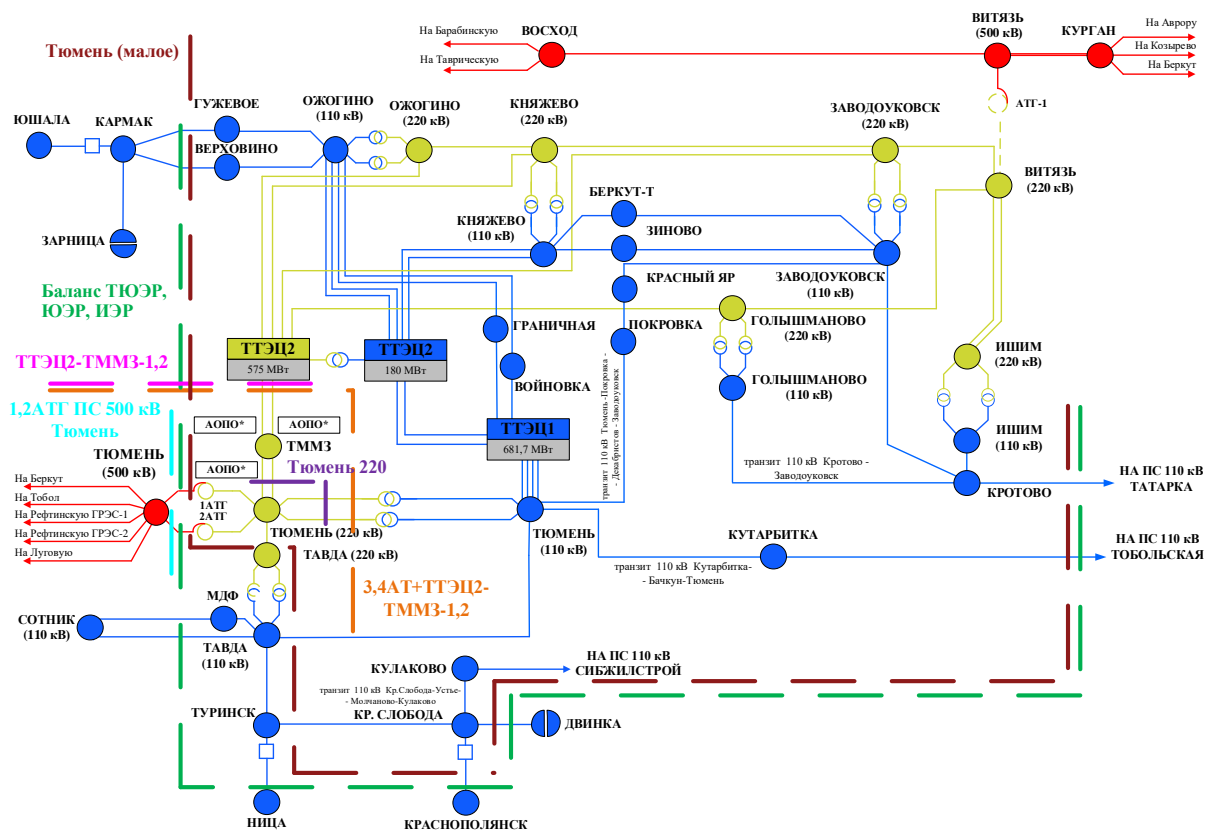 Тюмень (малое)
На Барабинскую
На Таврическую
ВОСХОД
ВИТЯЗЬ
(500 кВ)
КУРГАН
На Аврору
На Козырево
На Беркут
АТГ-1
ЮШАЛА
КАРМАК
ГУЖЕВОЕ
ВЕРХОВИНО
ОЖОГИНО
(110 кВ)
ОЖОГИНО
(220 кВ)
КНЯЖЕВО
(220 кВ)
ЗАВОДОУКОВСК
(220 кВ)
ВИТЯЗЬ
(220 кВ)
ЗАРНИЦА
КНЯЖЕВО
(110 кВ)
БЕРКУТ-Т
ЗИНОВО
КРАСНЫЙ ЯР
ЗАВОДОУКОВСК
(110 кВ)
Баланс ТЮЭР,
ЮЭР, ИЭР
ГРАНИЧНАЯ
ПОКРОВКА
ГОЛЫШМАНОВО
(220 кВ)
ТТЭЦ2-ТММЗ-1,2
ТТЭЦ2
575 МВт
ТТЭЦ2
180 МВт
ВОЙНОВКА
ГОЛЫШМАНОВО
(110 кВ)
ИШИМ
(220 кВ)
транзит 110 кВ Тюмень -Покровка -
- Декабристов - Заводоуковск
1,2АТГ ПС 500 кВ
Тюмень
АОПО*
АОПО*
ТММЗ
АОПО*
ТТЭЦ1
681,7 МВт
ИШИМ
(110 кВ)
ТЮМЕНЬ
(500 кВ)
Тюмень 220
транзит 110 кВ Кротово -
Заводоуковск
КРОТОВО
НА ПС 110 кВ
ТАТАРКА
На Беркут
На Тобол
На Рефтинскую ГРЭС-1
На Рефтинскую ГРЭС-2
На Луговую
1АТГ
2АТГ
ТЮМЕНЬ (220 кВ)
ТЮМЕНЬ
(110 кВ)
ТАВДА (220 кВ)
КУТАРБИТКА
НА ПС 110 кВ
ТОБОЛЬСКАЯ
транзит 110 кВ Кутарбитка-
- Бачкун-Тюмень
3,4АТ+ТТЭЦ2-
ТММЗ-1,2
МДФ
СОТНИК
(110 кВ)
ТАВДА
(110 кВ)
КУЛАКОВО
НА ПС 110 кВ
СИБЖИЛСТРОЙ
транзит 110 кВ Кр.Слобода-Устье-
- Молчаново-Кулаково
ТУРИНСК
КР. СЛОБОДА
ДВИНКА
НИЦА
КРАСНОПОЛЯНСК